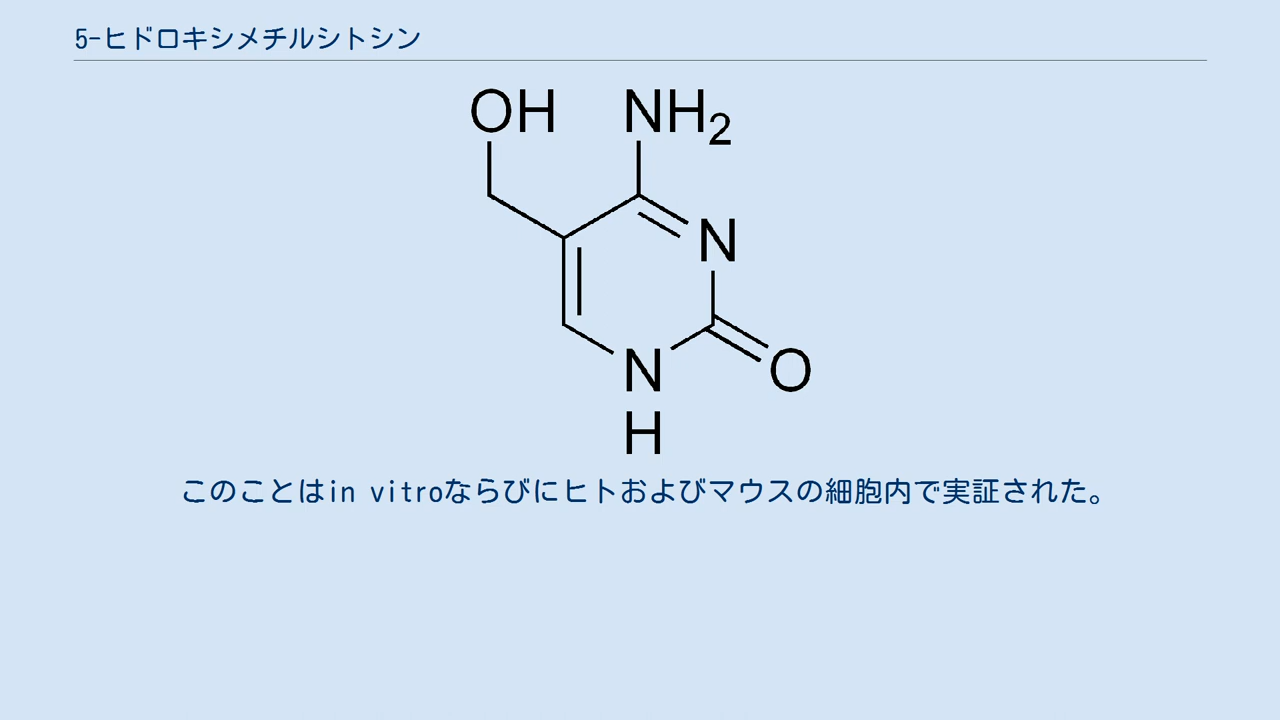 5-ヒドロキシメチルシトシン
OH NH2
N
N O
H
このことはin vitroならびにヒトおよびマウスの細胞内で実証された。